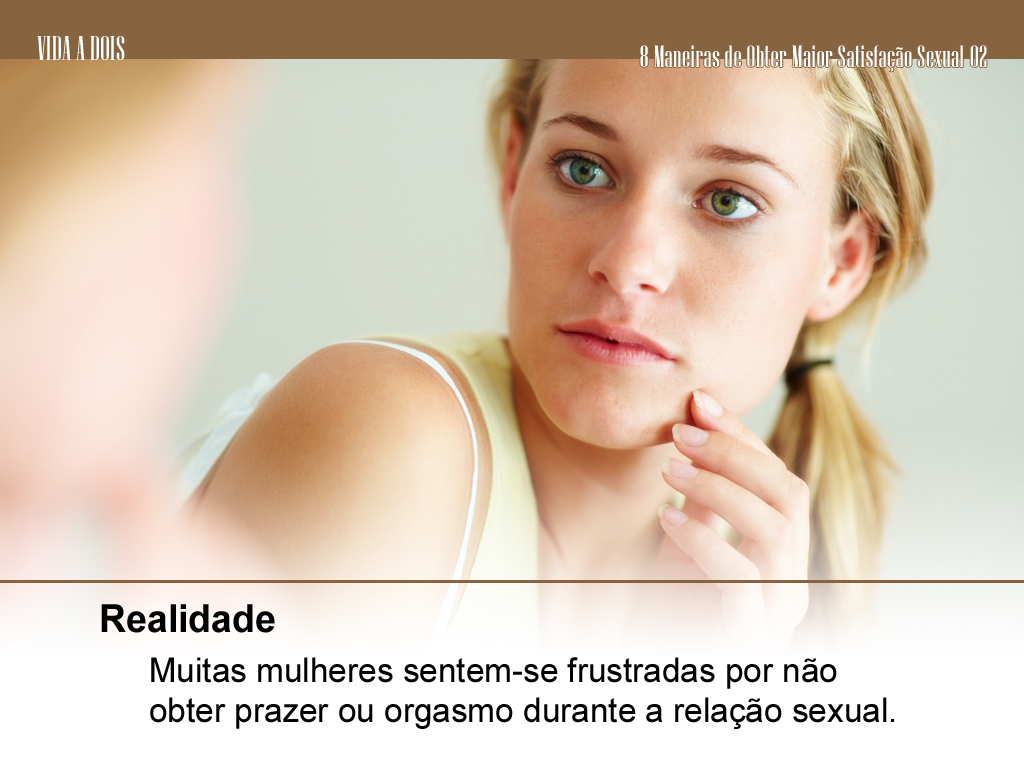 VIDA A DOIS
8 Maneiras de Obter Maior Satisfação Sexual 02
Realidade
Muitas mulheres sentem-se frustradas por não
obter prazer ou orgasmo durante a relação sexual.